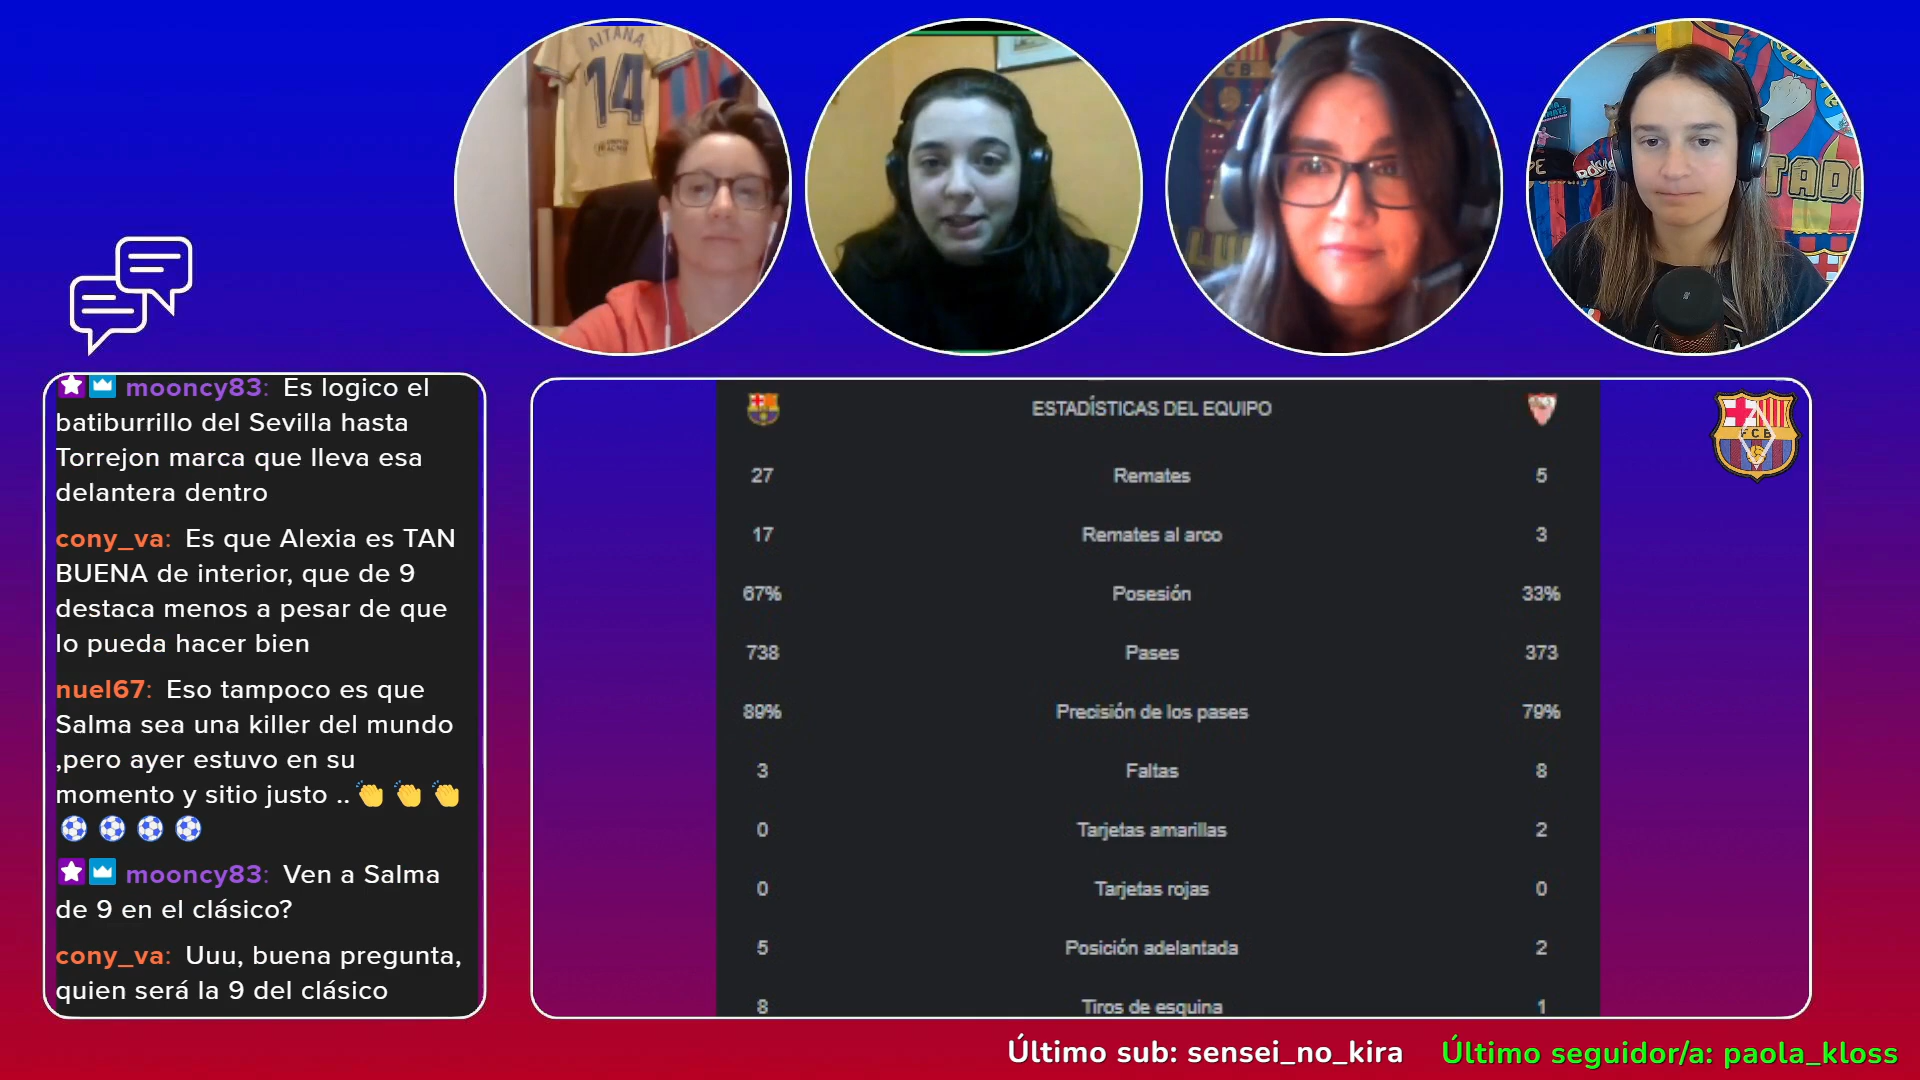 AITANA
14
C B
LUI
PE
TAD
mooncy83: Es logico el
batiburrillo del Sevilla hasta
Torrejon marca que lleva esa
delantera dentro
cony_va: Es que Alexia es TAN
BUENA de interior, que de 9
destaca menos a pesar de que
lo pueda hacer bien
nuel67: Eso tampoco es que
Salma sea una killer del mundo
,pero ayer estuvo en su
momento y sitio justo .. 👏 👏 👏
⚽ ⚽ ⚽ ⚽
mooncy83: Ven a Salma
de 9 en el clásico?
cony_va: Uuu, buena pregunta,
quien será la 9 del clásico
ESTADÍSTICAS DEL EQUIPO
27 Remates 5
17 Remates al arco 3
67% Posesión 33%
738 Pases 373
89% Precisión de los pases 79%
3 Faltas 8
0 Tarjetas amarillas 2
0 Tarjetas rojas 0
5 Posición adelantada 2
8 Tiros de esquina 1
FCB
Último sub: sensei_no_kira
Último seguidor/a: paola_kloss